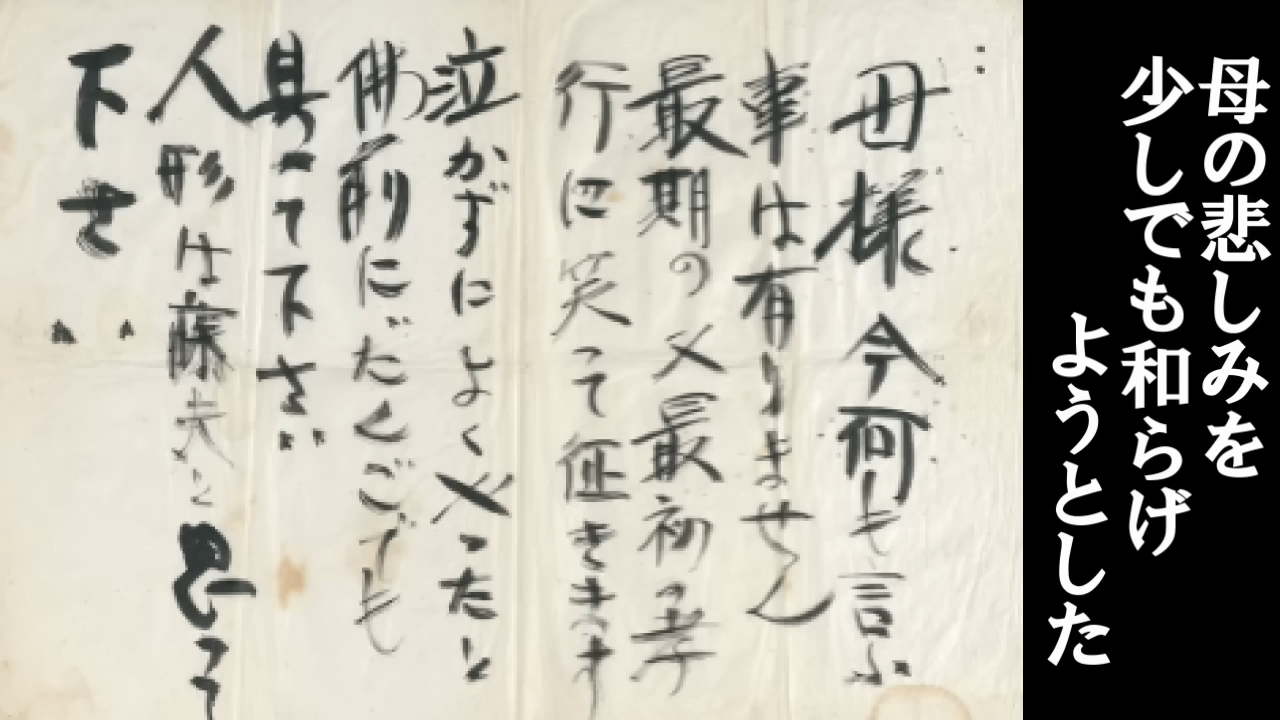 母の悲しみを
少しでも和らげ
ようとした
母様今何も言ふ
事は有りません
最期の又最初の孝
行に笑って征きます
泣かずによくやったと
佛前にだんごでも
具って下さい
人形は藤夫と思って
下さい